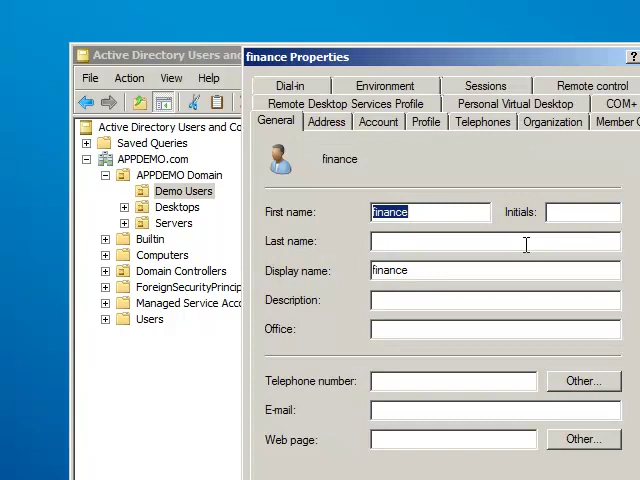 Active Directory Users and
finance Properties
?
File Action View Help
Active Directory Users and Co
Saved Queries
APPDEMO.com
APPDEMO Domain
Demo Users
Desktops
Servers
Builtin
Computers
Domain Controllers
ForeignSecurityPrincip
Managed Service Acco
Users
Dial-in Environment Sessions Remote control
Remote Desktop Services Profile Personal Virtual Desktop COM+
General Address Account Profile Telephones Organization Member O
finance
First name: finance Initials:
Last name:
Display name: finance
Description:
Office:
Telephone number: Other...
E-mail:
Web page: Other...